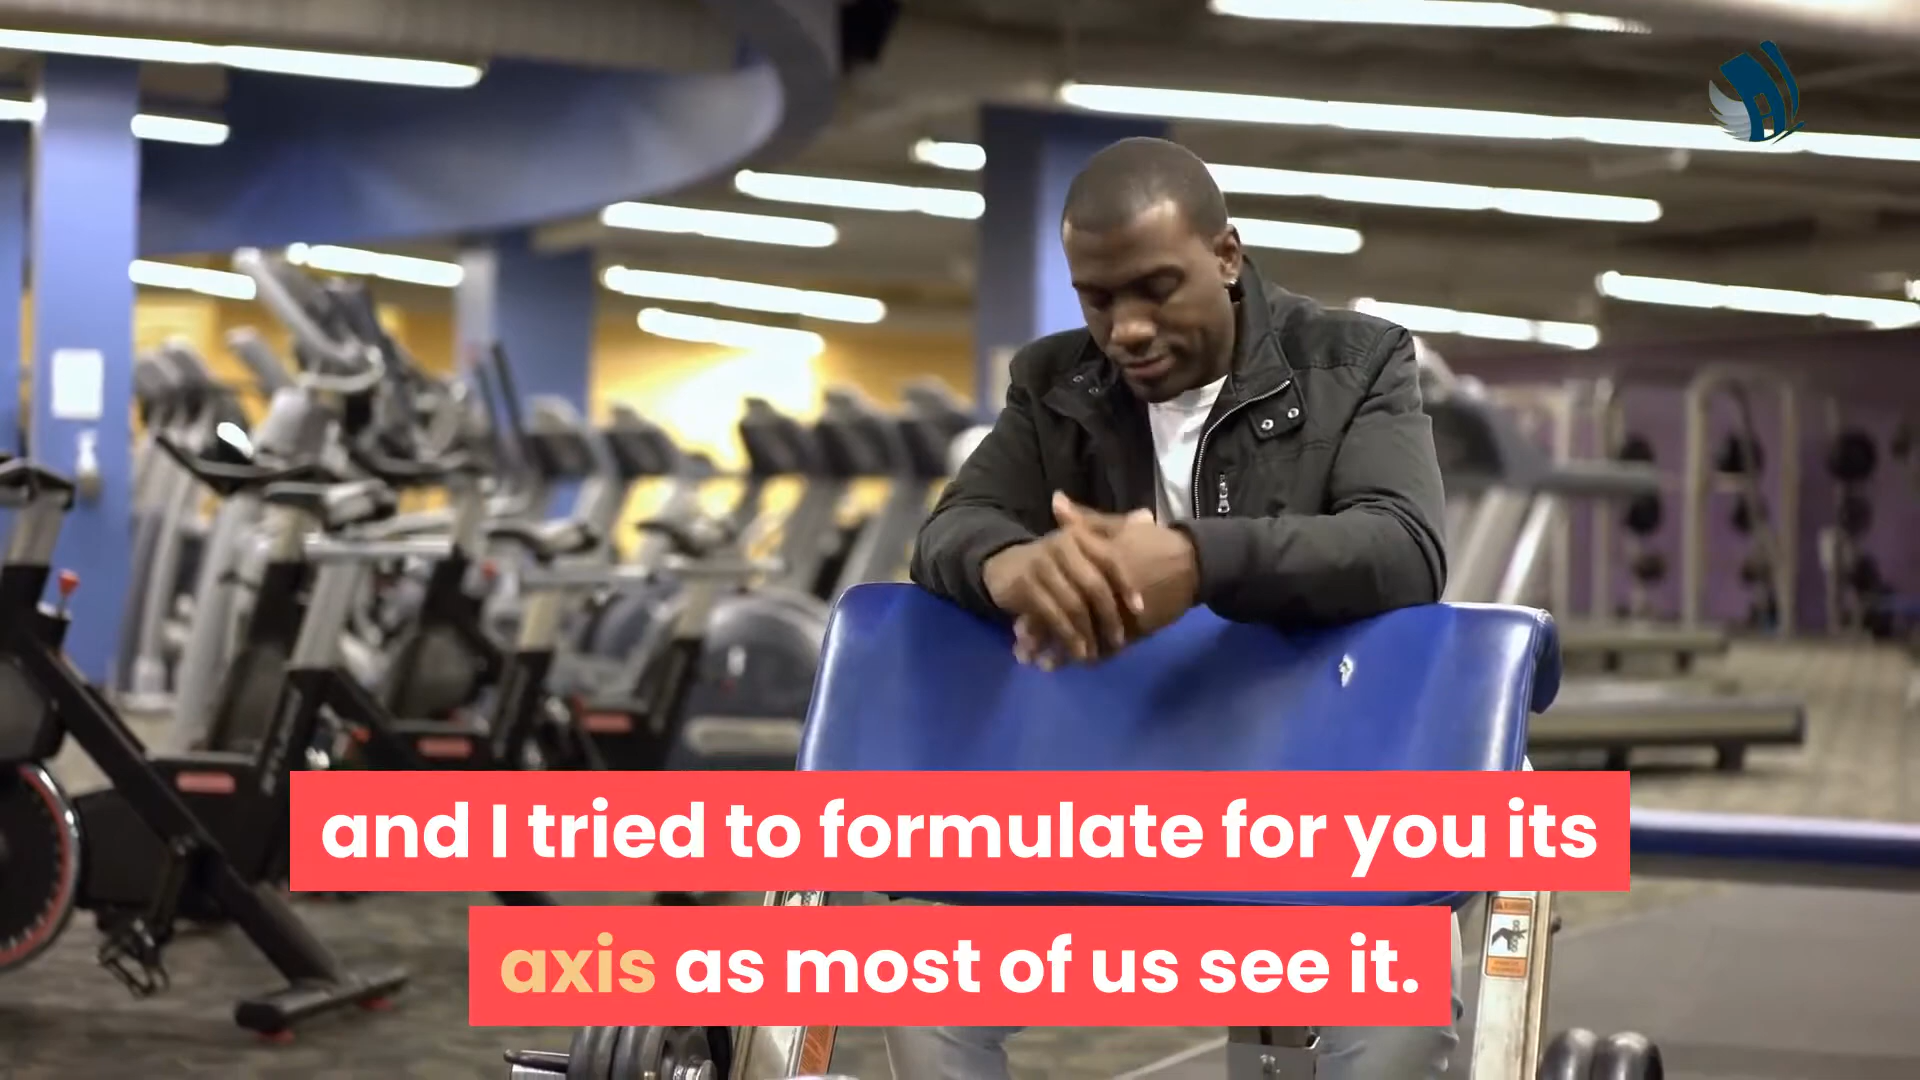 and I tried to formulate for you its
axis as most of us see it.